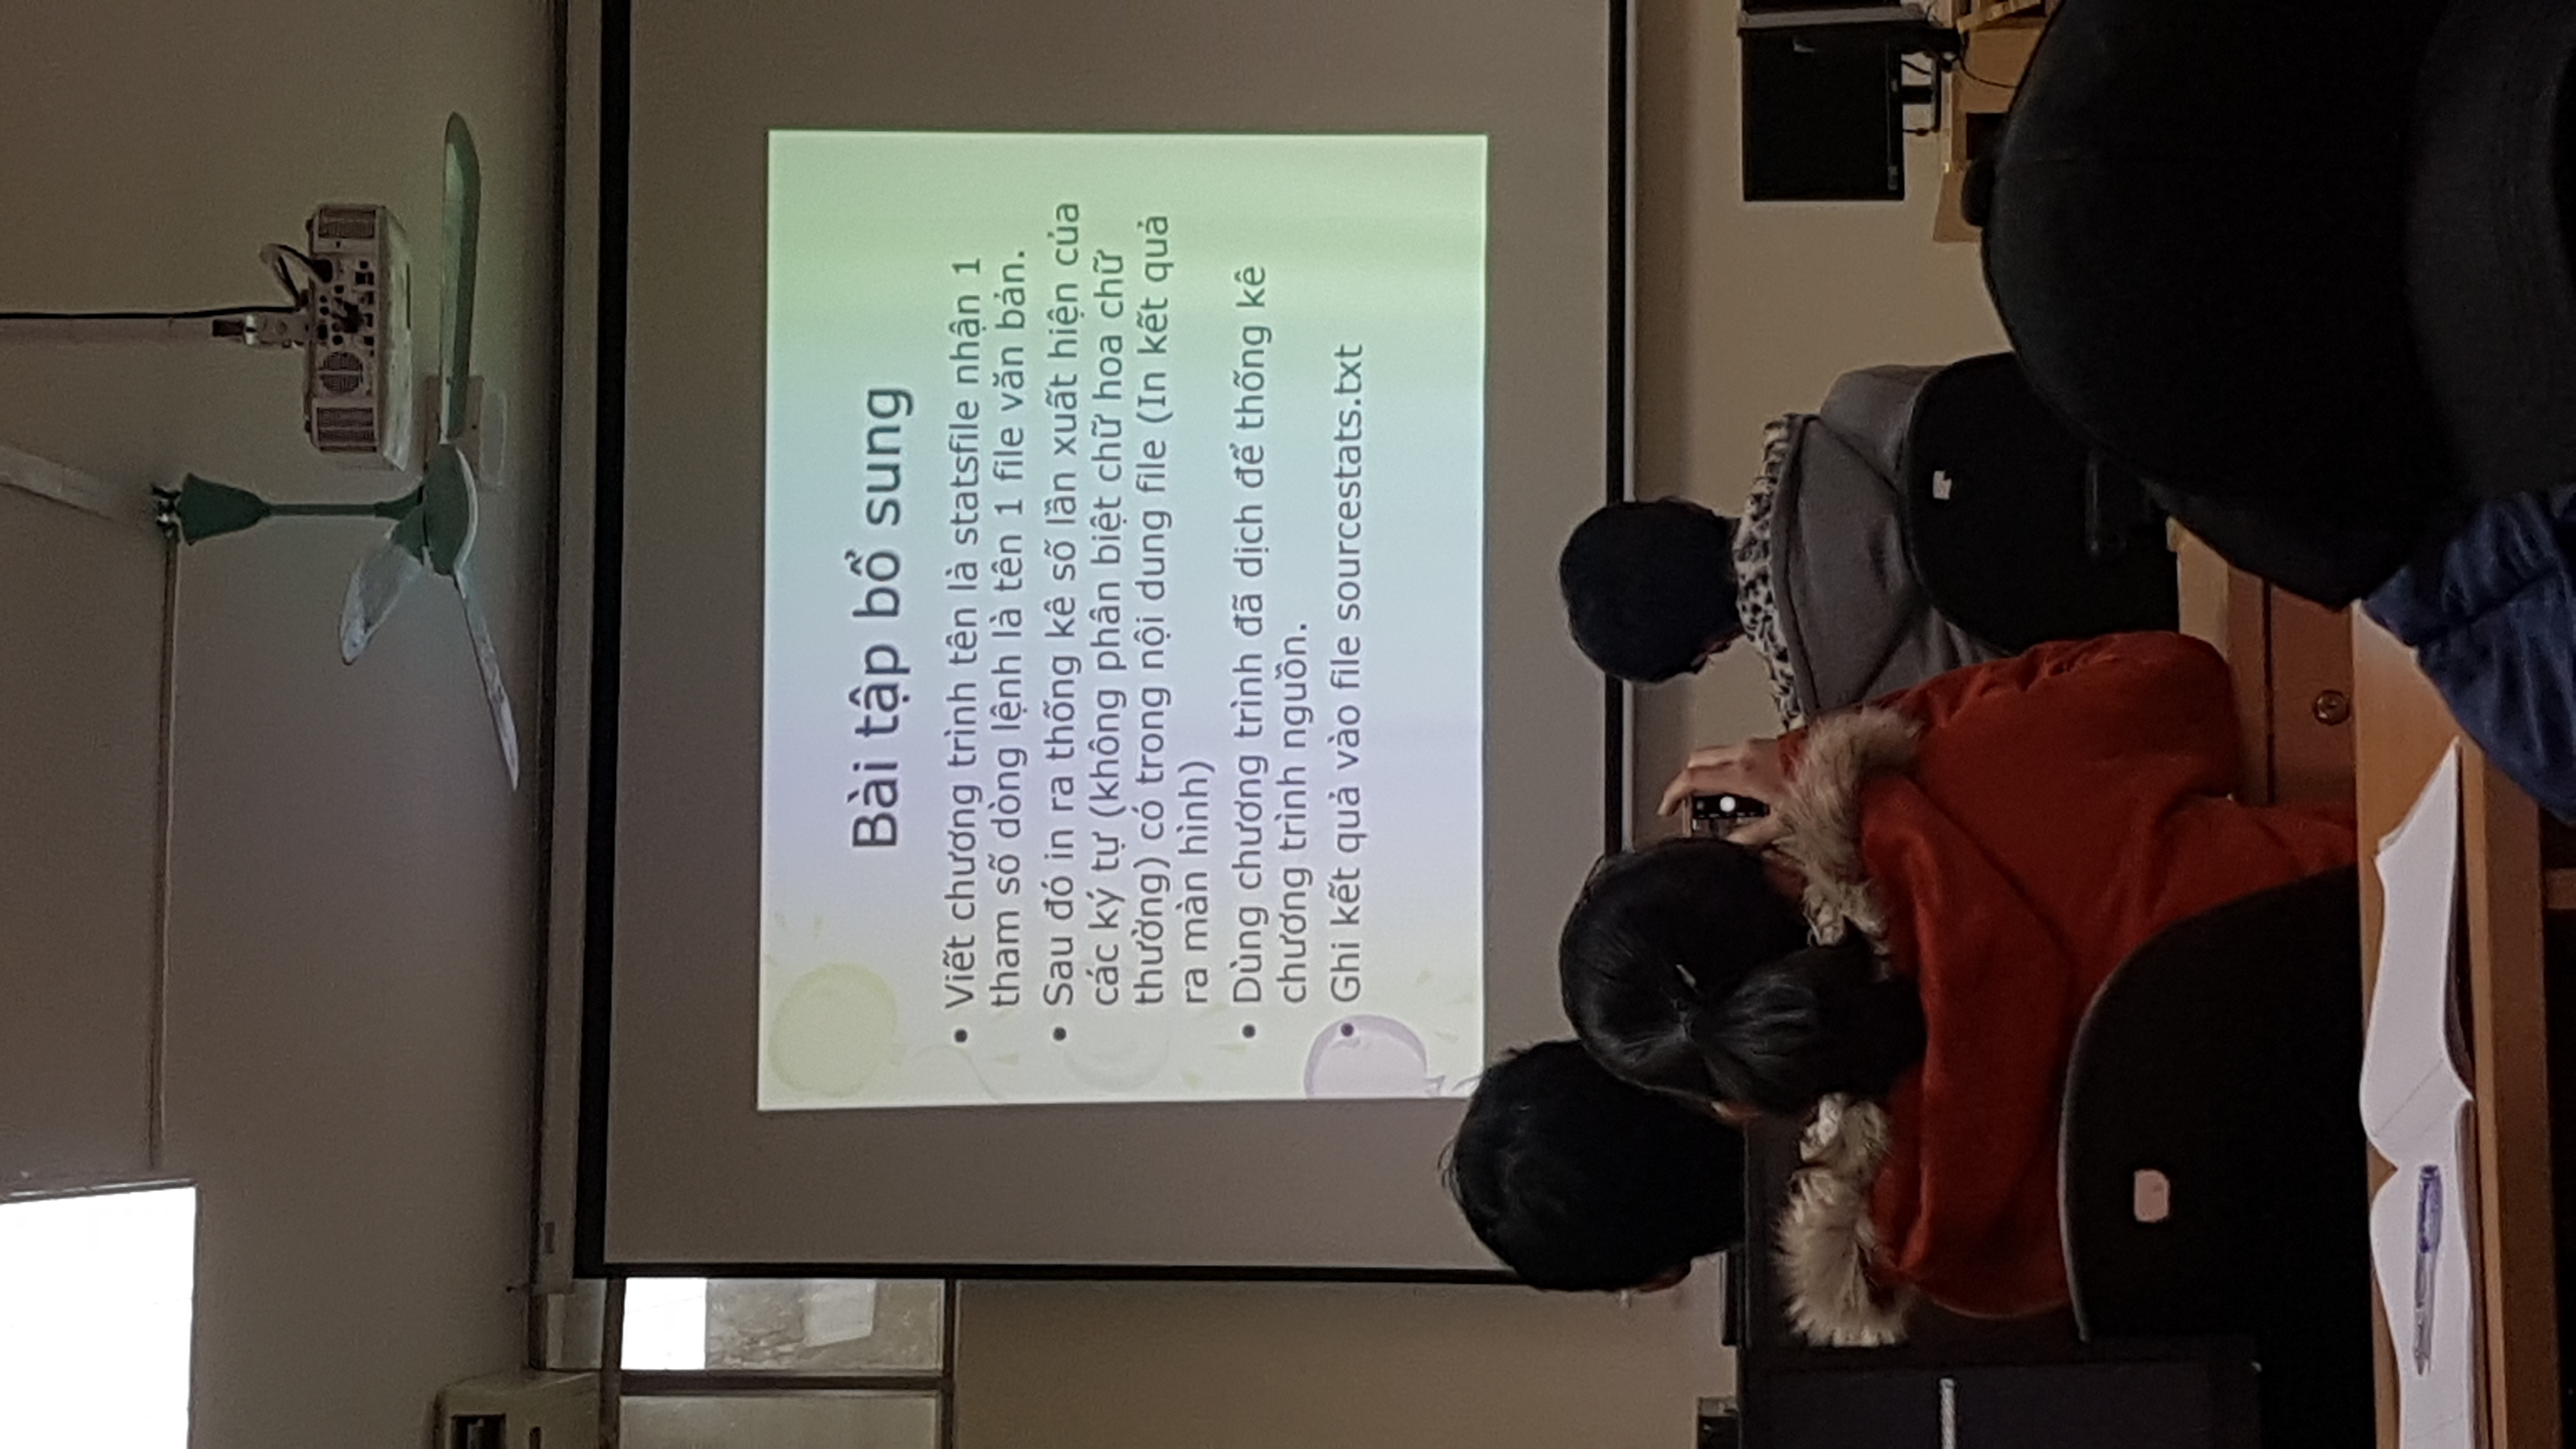 Bài tập bổ sung
• Viết chương trình tên là statsfile nhận 1
tham số dòng lệnh là tên 1 file văn bản.
• Sau đó in ra thống kê số lần xuất hiện của
các ký tự (không phân biệt chữ hoa chữ
thường) có trong nội dung file (In kết quả
ra màn hình)
• Dùng chương trình đã dịch để thống kê
chương trình nguồn.
• Ghi kết quả vào file sourcestats.txt